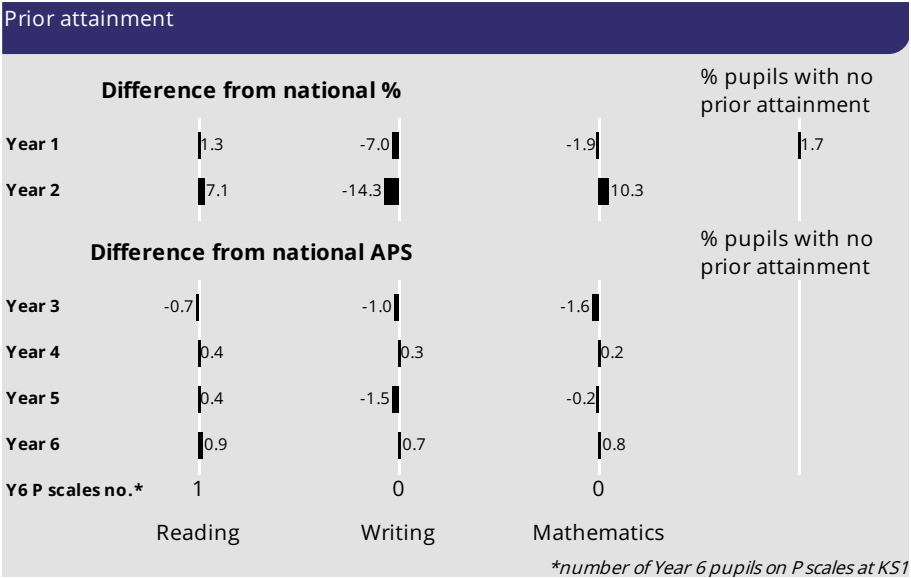 Prior attainment
Difference from national %
% pupils with no
prior attainment
Year 1 1.3 -7.0 -1.9 1.7
Year 2 7.1 -14.3 10.3
Difference from national APS
% pupils with no
prior attainment
Year 3 -0.7 -1.0 -1.6
Year 4 0.4 0.3 0.2
Year 5 0.4 -1.5 -0.2
Year 6 0.9 0.7 0.8
Y6 P scales no.* 1 0 0
Reading Writing Mathematics
*number of Year 6 pupils on P scales at KS1